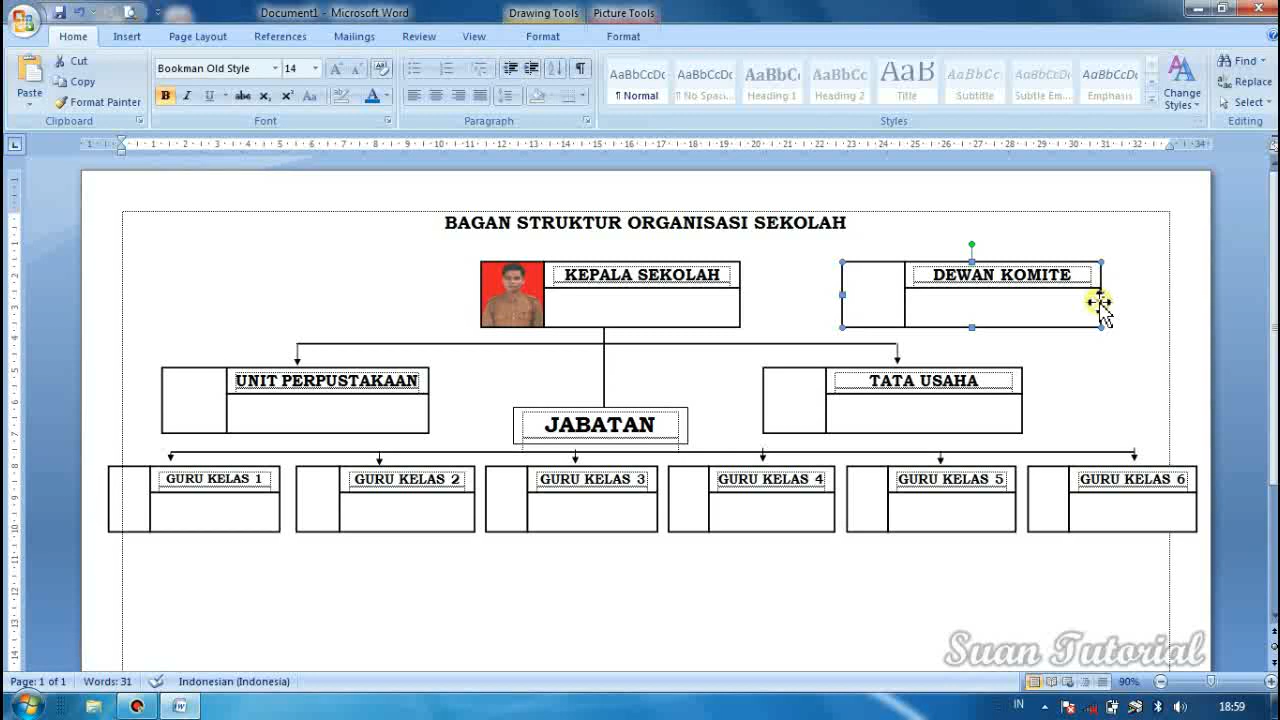 Document1 - Microsoft Word
Drawing Tools
Picture Tools
Home
Insert
Page Layout
References
Mailings
Review
View
Format
Format
Paste
Cut
Copy
Format Painter
Clipboard
Bookman Old Style
14
B I U abe x₂ x² Aa
Font
Paragraph
AaBbCcDc AaBbCcDc AaBbC AaBbCc AaB AaBbCc AaBbCcDc AaBbCcDc
¶ Normal
¶ No Spaci...
Heading 1
Heading 2
Title
Subtitle
Subtle Em...
Emphasis
Change Styles
Styles
Find
Replace
Select
Editing
BAGAN STRUKTUR ORGANISASI SEKOLAH
KEPALA SEKOLAH
DEWAN KOMITE
UNIT PERPUSTAKAAN
TATA USAHA
JABATAN
GURU KELAS 1
GURU KELAS 2
GURU KELAS 3
GURU KELAS 4
GURU KELAS 5
GURU KELAS 6
Suan Tutorial
Page: 1 of 1
Words: 31
Indonesian (Indonesia)
90%
IN
18:59